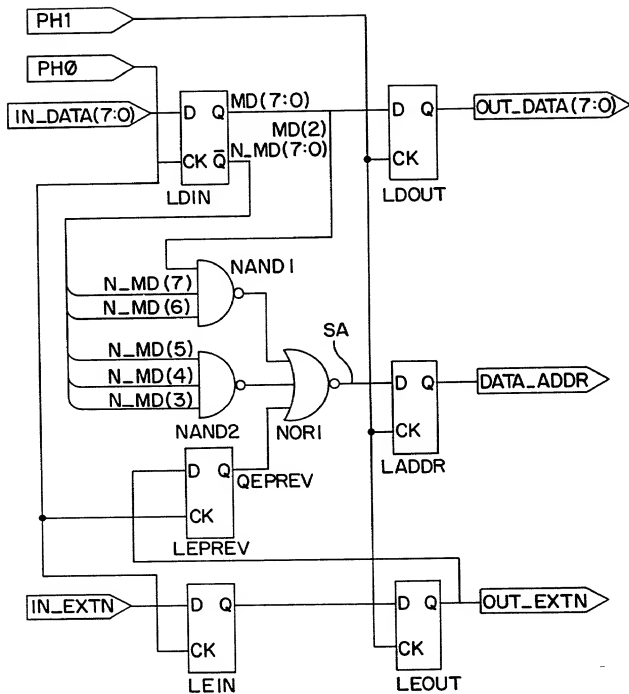 PH1
PHØ
IN_DATA(7:0)
D Q
MD(7:0)
MD(2)
N_MD(7:0)
CK Q̅
LDIN
D Q
CK
LDOUT
OUT_DATA(7:0)
NAND1
N_MD(7)
N_MD(6)
N_MD(5)
N_MD(4)
N_MD(3)
NAND2
NOR1
SA
D Q
CK
LADDR
DATA_ADDR
D Q
QEPREV
CK
LEPREV
IN_EXTN
D Q
CK
LEIN
D Q
CK
LEOUT
OUT_EXTN